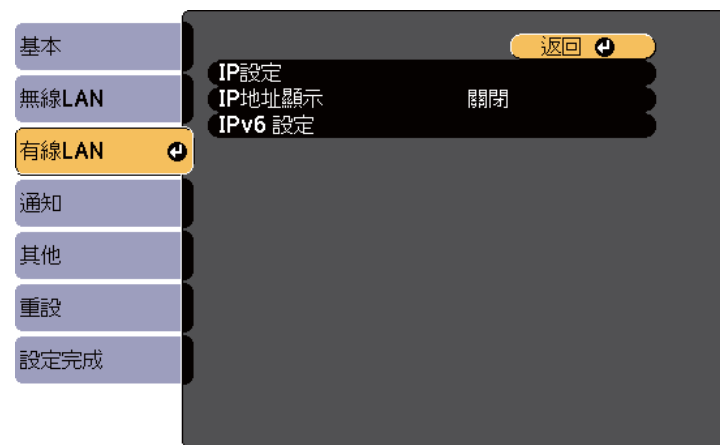 基本
無線LAN
有線LAN
通知
其他
重設
設定完成
返回
IP設定
IP地址顯示 關閉
IPv6 設定